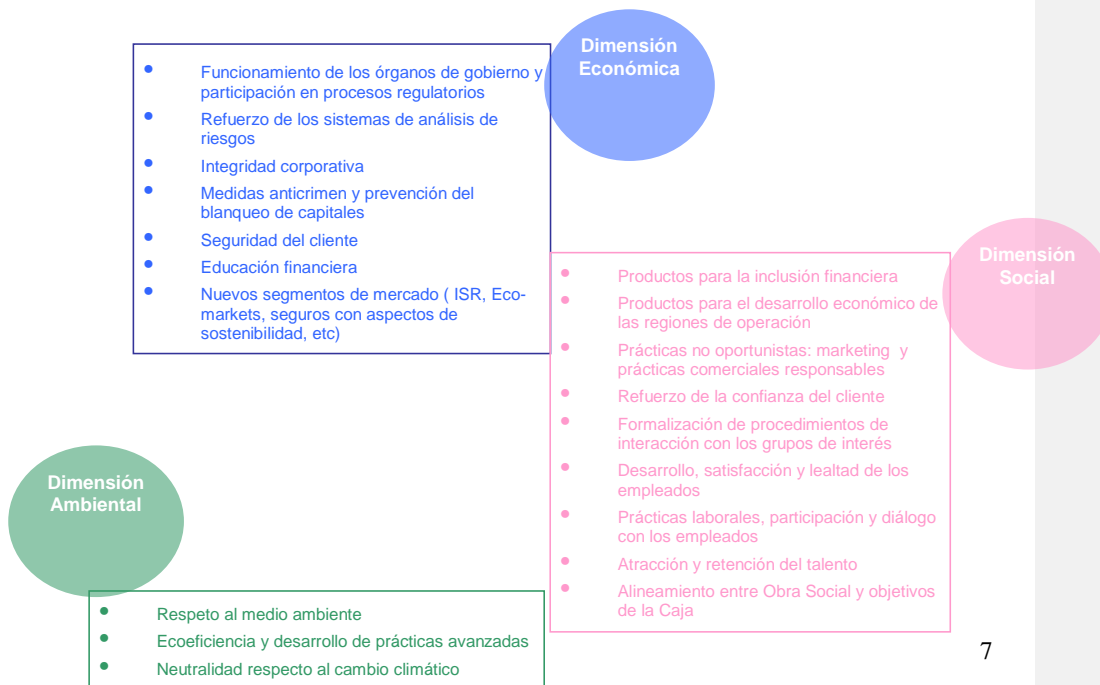 Dimensión
Económica
• Funcionamiento de los órganos de gobierno y
participación en procesos regulatorios
• Refuerzo de los sistemas de análisis de
riesgos
• Integridad corporativa
• Medidas anticrimen y prevención del
blanqueo de capitales
• Seguridad del cliente
• Educación financiera
• Nuevos segmentos de mercado ( ISR, Eco-
markets, seguros con aspectos de
sostenibilidad, etc)
Dimensión
Social
• Productos para la inclusión financiera
• Productos para el desarrollo económico de
las regiones de operación
• Prácticas no oportunistas: marketing y
prácticas comerciales responsables
• Refuerzo de la confianza del cliente
• Formalización de procedimientos de
interacción con los grupos de interés
• Desarrollo, satisfacción y lealtad de los
empleados
• Prácticas laborales, participación y diálogo
con los empleados
• Atracción y retención del talento
• Alineamiento entre Obra Social y objetivos
de la Caja
Dimensión
Ambiental
• Respeto al medio ambiente
• Ecoeficiencia y desarrollo de prácticas avanzadas
• Neutralidad respecto al cambio climático
7